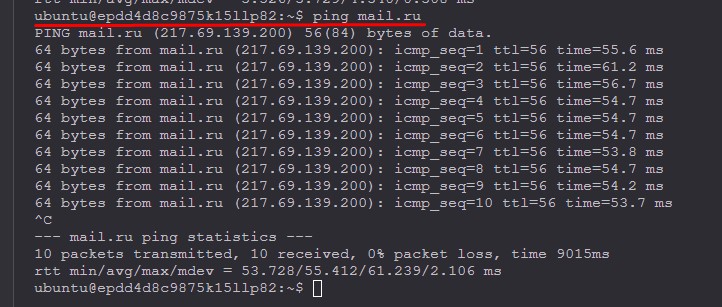 ubuntu@epdd4d8c9875k15llp82:~$ ping mail.ru
PING mail.ru (217.69.139.200) 56(84) bytes of data.
64 bytes from mail.ru (217.69.139.200): icmp_seq=1 ttl=56 time=55.6 ms
64 bytes from mail.ru (217.69.139.200): icmp_seq=2 ttl=56 time=61.2 ms
64 bytes from mail.ru (217.69.139.200): icmp_seq=3 ttl=56 time=56.7 ms
64 bytes from mail.ru (217.69.139.200): icmp_seq=4 ttl=56 time=54.7 ms
64 bytes from mail.ru (217.69.139.200): icmp_seq=5 ttl=56 time=54.7 ms
64 bytes from mail.ru (217.69.139.200): icmp_seq=6 ttl=56 time=54.7 ms
64 bytes from mail.ru (217.69.139.200): icmp_seq=7 ttl=56 time=53.8 ms
64 bytes from mail.ru (217.69.139.200): icmp_seq=8 ttl=56 time=54.7 ms
64 bytes from mail.ru (217.69.139.200): icmp_seq=9 ttl=56 time=54.2 ms
64 bytes from mail.ru (217.69.139.200): icmp_seq=10 ttl=56 time=53.7 ms
^C
--- mail.ru ping statistics ---
10 packets transmitted, 10 received, 0% packet loss, time 9015ms
rtt min/avg/max/mdev = 53.728/55.412/61.239/2.106 ms
ubuntu@epdd4d8c9875k15llp82:~$